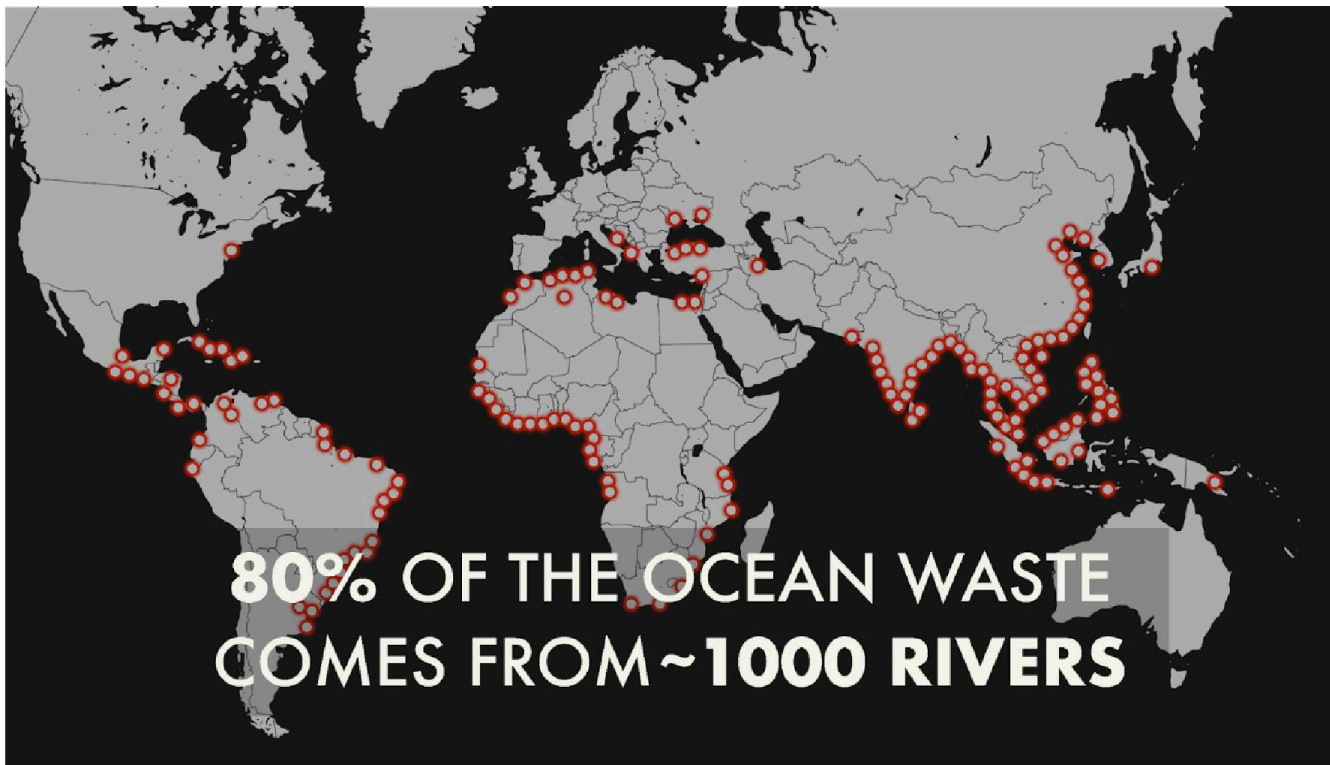 80% OF THE OCEAN WASTE
COMES FROM ~1000 RIVERS